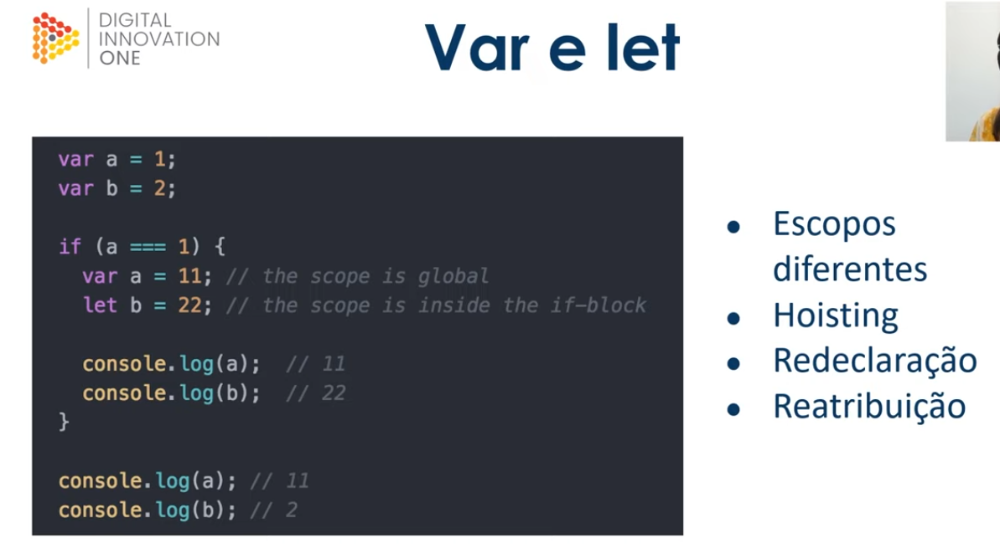 DIGITAL
INNOVATION
ONE
Var e let
var a = 1;
var b = 2;
if (a === 1) {
  var a = 11; // the scope is global
  let b = 22; // the scope is inside the if-block
  console.log(a);  // 11
  console.log(b);  // 22
}
console.log(a); // 11
console.log(b); // 2
● Escopos
diferentes
● Hoisting
● Redeclaração
● Reatribuição